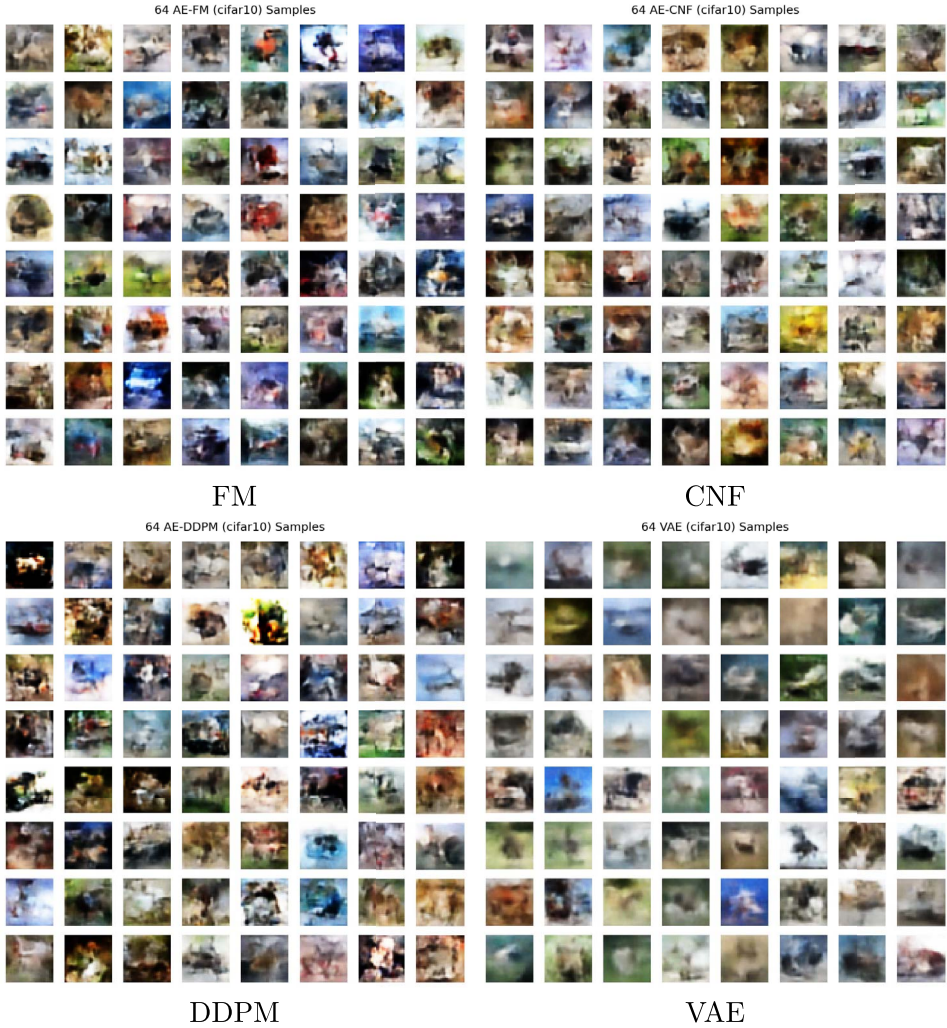 64 AE-FM (cifar10) Samples
64 AE-CNF (cifar10) Samples
FM
CNF
64 AE-DDPM (cifar10) Samples
64 VAE (cifar10) Samples
DDPM
VAE